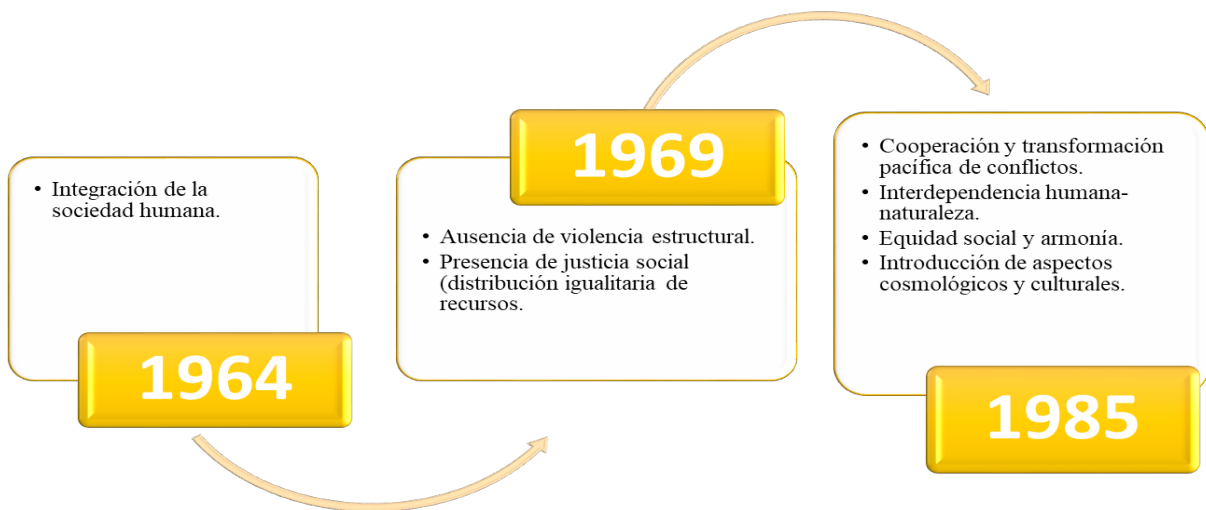 • Integración de la
sociedad humana.
1964
1969
• Ausencia de violencia estructural.
• Presencia de justicia social
(distribución igualitaria de
recursos.
• Cooperación y transformación
pacífica de conflictos.
• Interdependencia humana-
naturaleza.
• Equidad social y armonía.
• Introducción de aspectos
cosmológicos y culturales.
1985